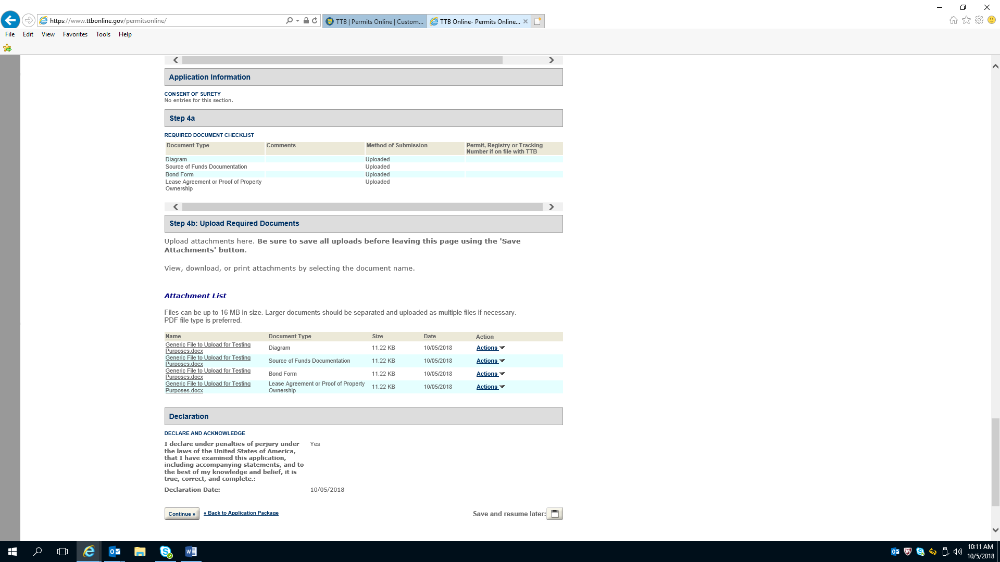 https://www.ttbonline.gov/permitsonline/
TTB | Permits Online | Custom...
TTB Online- Permits Online...
File Edit View Favorites Tools Help
Application Information
CONSENT OF SURETY
No entries for this section.
Step 4a
REQUIRED DOCUMENT CHECKLIST
Document Type Comments Method of Submission Permit, Registry or Tracking
Number if on file with TTB
Diagram Uploaded
Source of Funds Documentation Uploaded
Bond Form Uploaded
Lease Agreement or Proof of Property Uploaded
Ownership
Step 4b: Upload Required Documents
Upload attachments here. Be sure to save all uploads before leaving this page using the 'Save
Attachments' button.
View, download, or print attachments by selecting the document name.
Attachment List
Files can be up to 16 MB in size. Larger documents should be separated and uploaded as multiple files if necessary.
PDF file type is preferred.
Name Document Type Size Date Action
Generic File to Upload for Testing
Purposes.docx Diagram 11.22 KB 10/05/2018 Actions
Generic File to Upload for Testing
Purposes.docx Source of Funds Documentation 11.22 KB 10/05/2018 Actions
Generic File to Upload for Testing
Purposes.docx Bond Form 11.22 KB 10/05/2018 Actions
Generic File to Upload for Testing Lease Agreement or Proof of Property
Purposes.docx Ownership 11.22 KB 10/05/2018 Actions
Declaration
DECLARE AND ACKNOWLEDGE
I declare under penalties of perjury under Yes
the laws of the United States of America,
that I have examined this application,
including accompanying statements, and to
the best of my knowledge and belief, it is
true, correct, and complete.:
Declaration Date: 10/05/2018
Continue » « Back to Application Package Save and resume later:
10:11 AM
10/5/2018